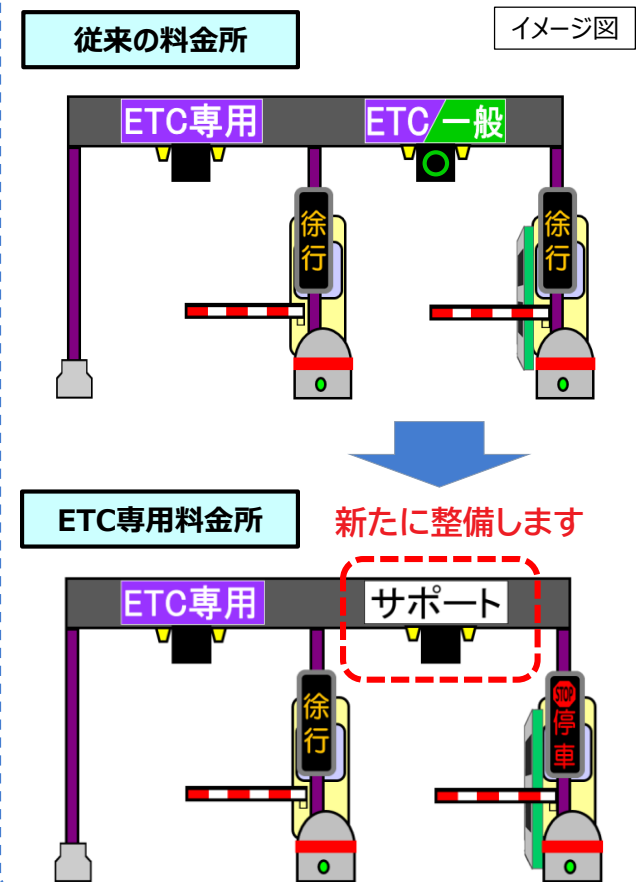 従来の料金所
イメージ図
ETC専用
ETC/一般
徐行
徐行
ETC専用料金所
新たに整備します
ETC専用
サポート
徐行
STOP
停車